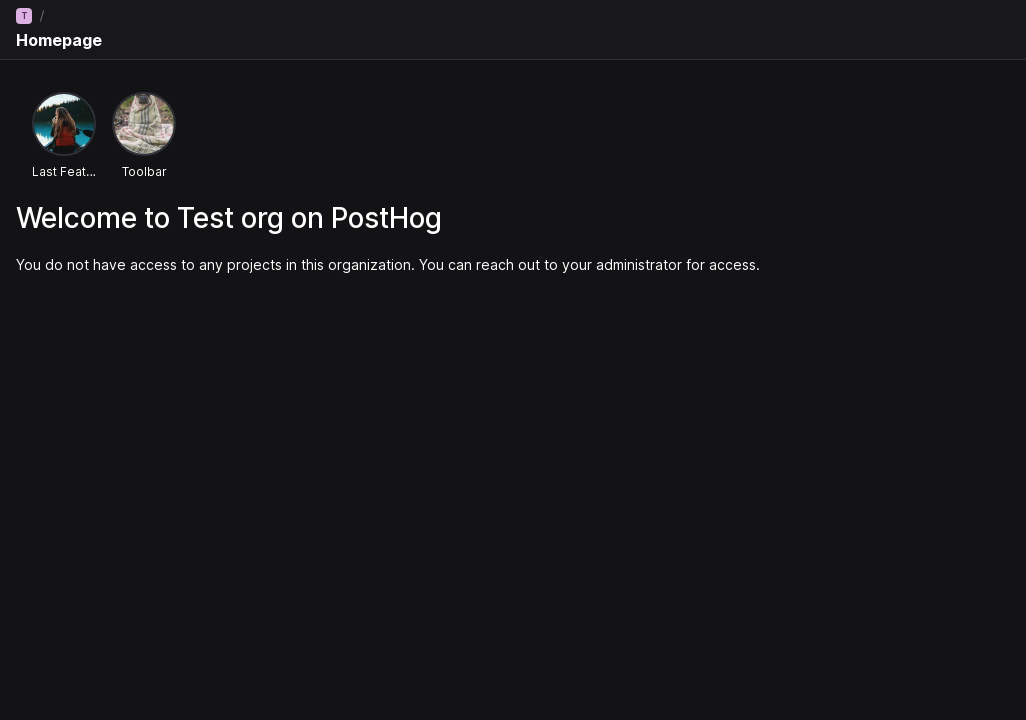 T /
Homepage
Last Feat... Toolbar
Welcome to Test org on PostHog
You do not have access to any projects in this organization. You can reach out to your administrator for access.